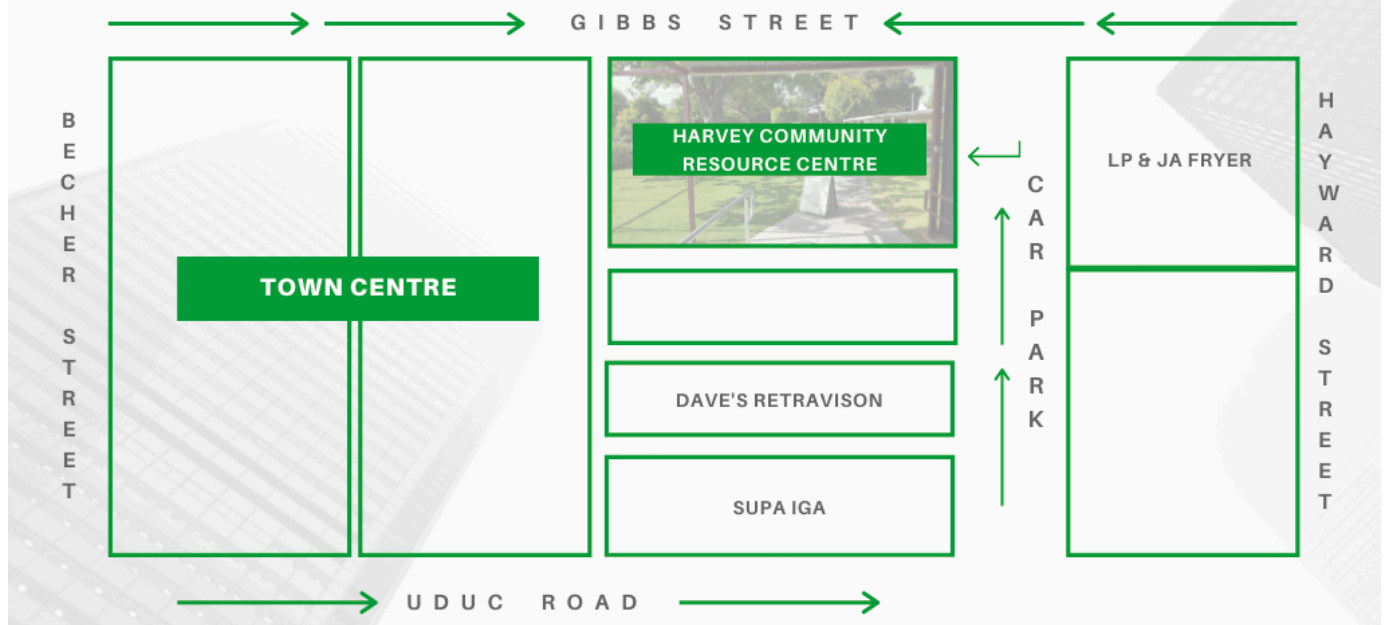 GIBBS STREET
BECHER STREET
HARVEY COMMUNITY
RESOURCE CENTRE
CAR PARK
LP & JA FRYER
HAYWARD STREET
TOWN CENTRE
DAVE'S RETRAVISON
SUPA IGA
UDUC ROAD